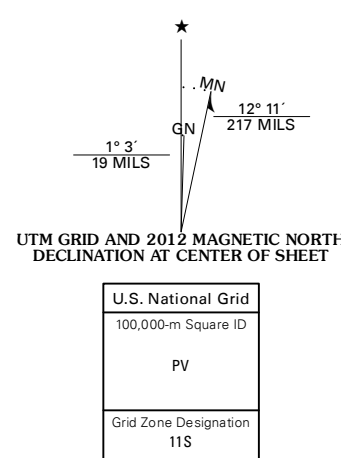 ★
MN
12° 11´
217 MILS
GN
1° 3´
19 MILS
UTM GRID AND 2012 MAGNETIC NORTH
DECLINATION AT CENTER OF SHEET
U.S. National Grid
100,000-m Square ID
PV
Grid Zone Designation
11S